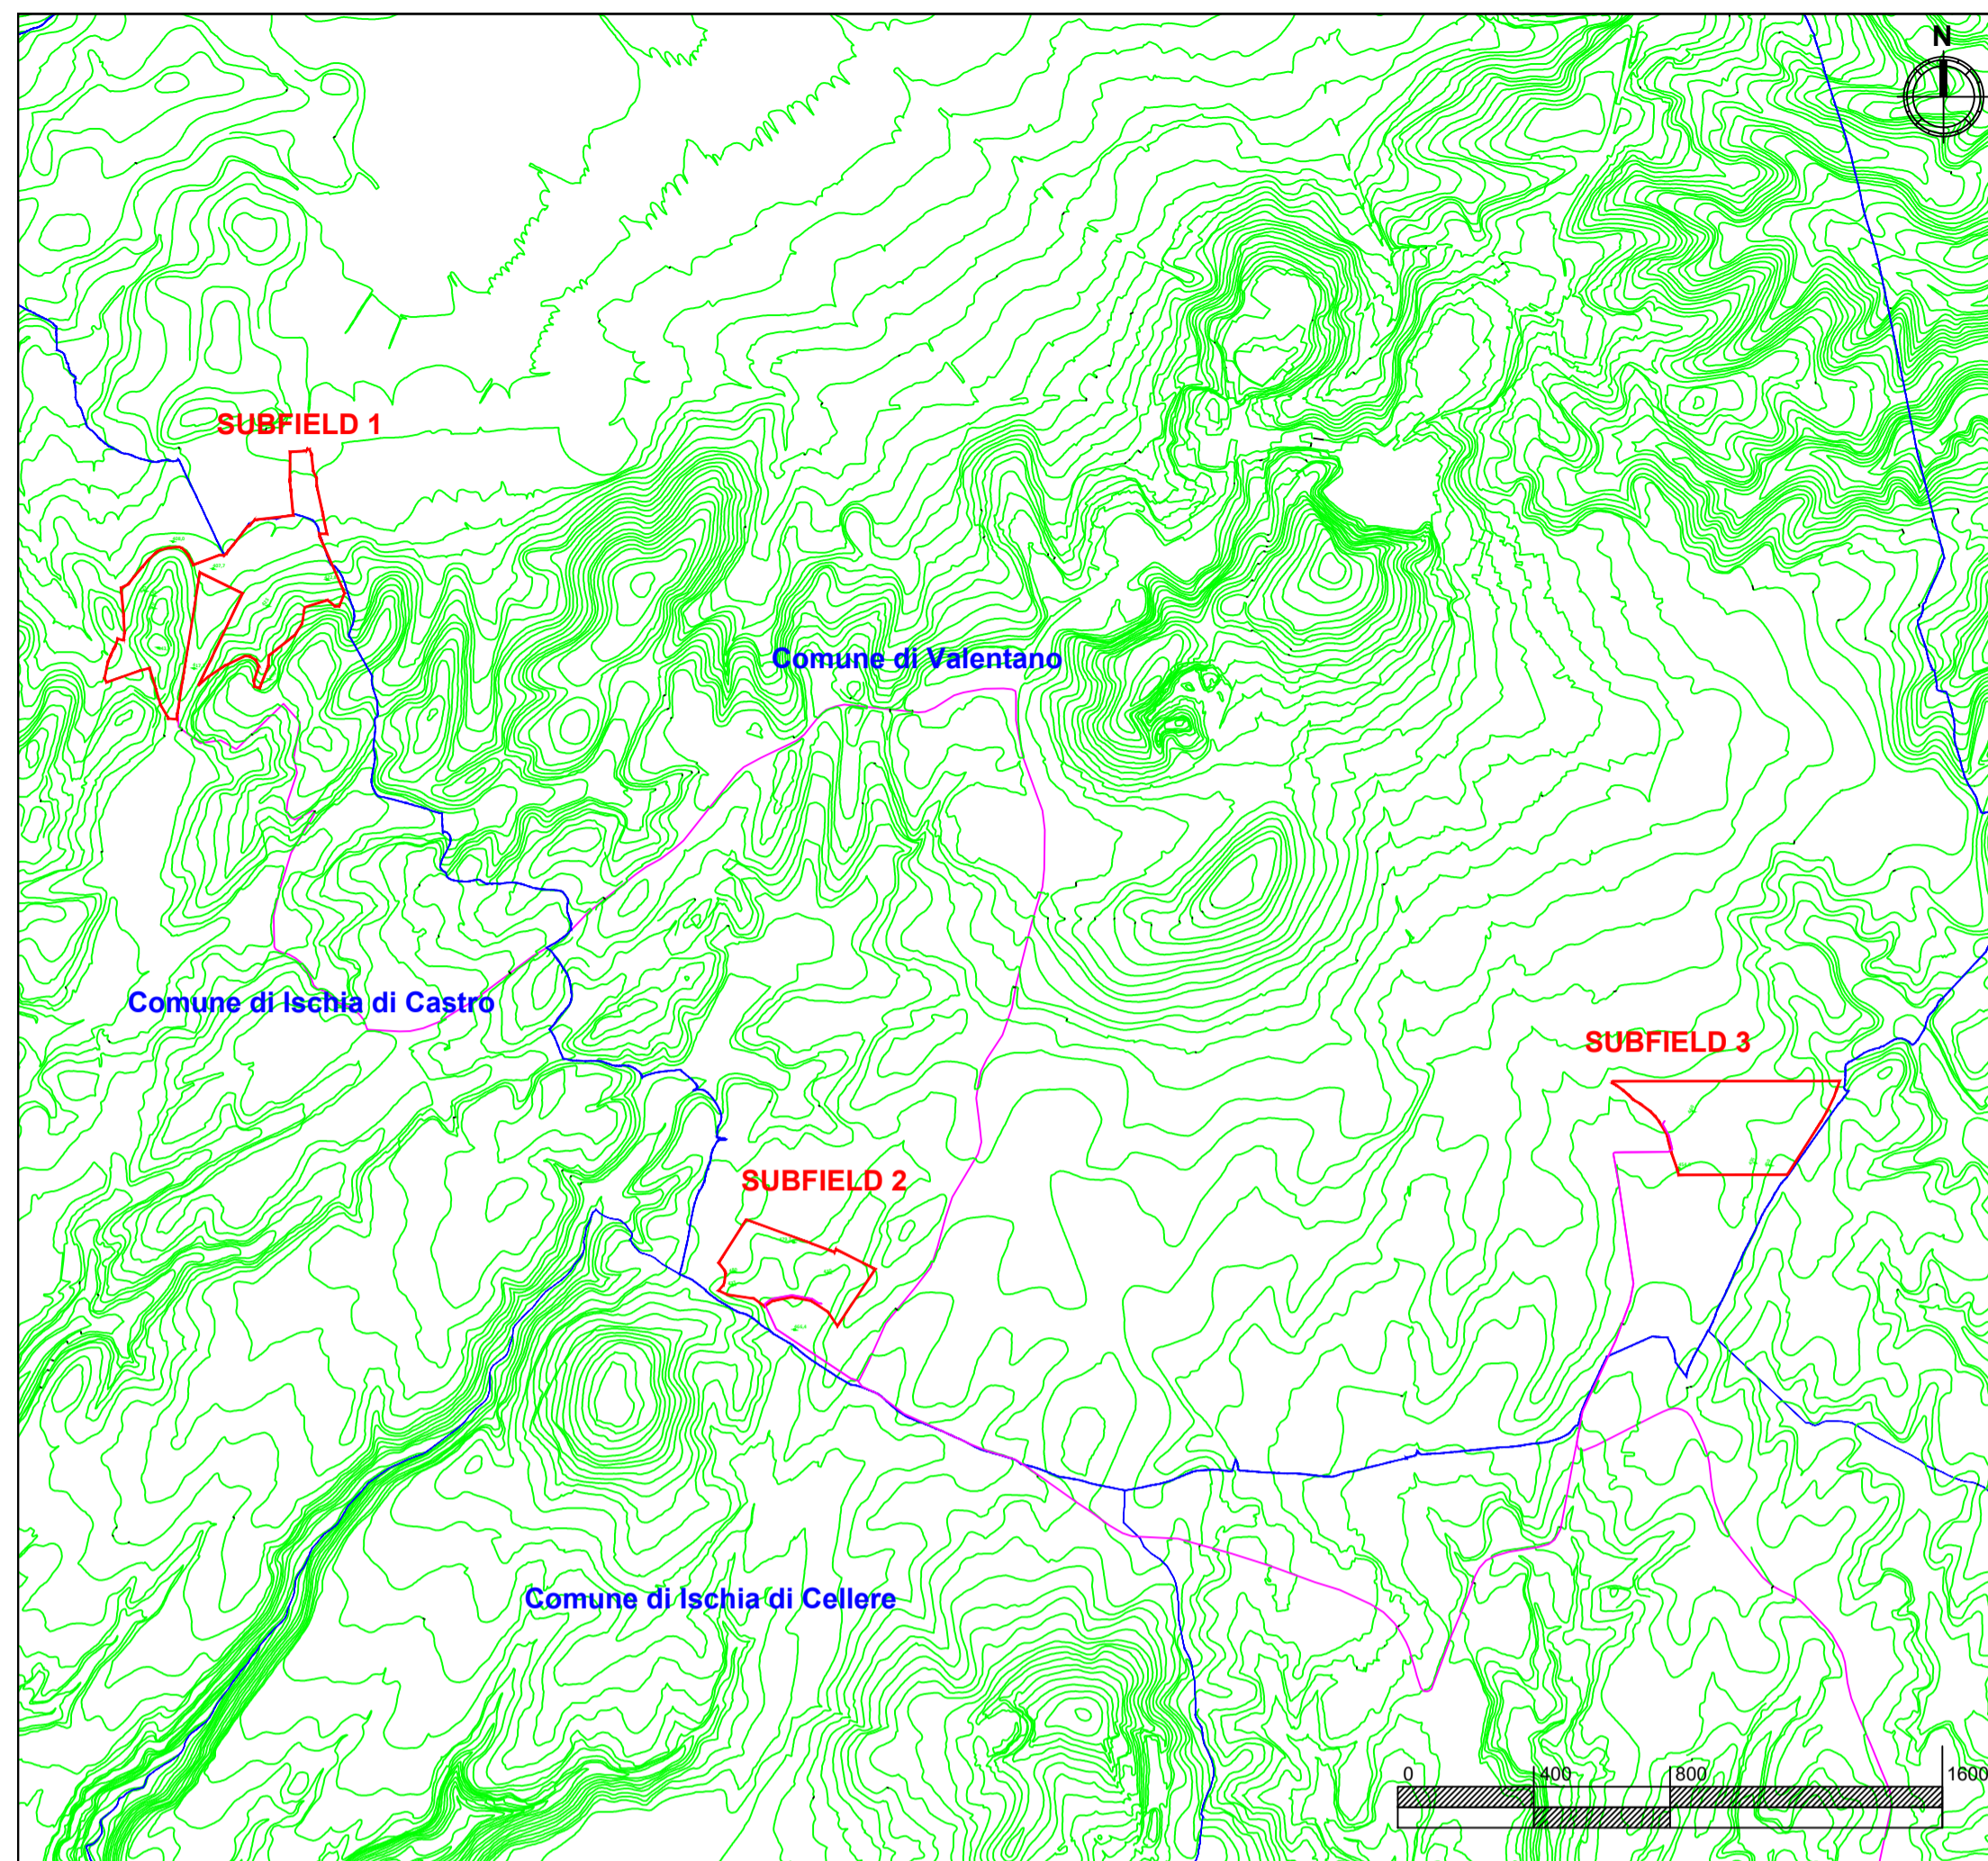 N
SUBFIELD 1
Comune di Valentano
Comune di Ischia di Castro
SUBFIELD 3
SUBFIELD 2
Comune di Ischia di Cellere
0 400 800 1600